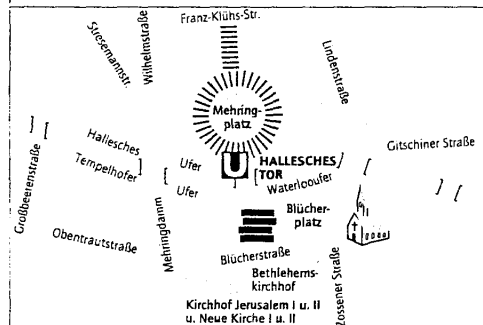 Franz-Klühs-Str.
Stresemannstr.
Wilhelmstraße
Lindenstraße
Mehring-
platz
Gitschiner Straße
Hallesches
Ufer
Tempelhofer
Ufer
U
HALLESCHES
TOR
Waterlooufer
Großbeerenstraße
Mehringdamm
Obentrautstraße
Blücher-
platz
Blücherstraße
Zossener Straße
Bethlehems-
kirchhof
Kirchhof Jerusalem I u. II
u. Neue Kirche I u. II